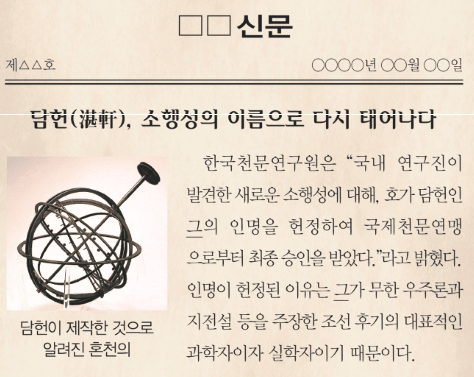 □□신문
제△△호 ○○○○년 ○○월 ○○일
담헌(湛軒), 소행성의 이름으로 다시 태어나다
한국천문연구원은 “국내 연구진이
발견한 새로운 소행성에 대해, 호가 담헌인
그의 인명을 헌정하여 국제천문연맹
으로부터 최종 승인을 받았다.”라고 밝혔다.
인명이 헌정된 이유는 그가 무한 우주론과
지전설 등을 주장한 조선 후기의 대표적인
과학자이자 실학자이기 때문이다.
담헌이 제작한 것으로
알려진 혼천의